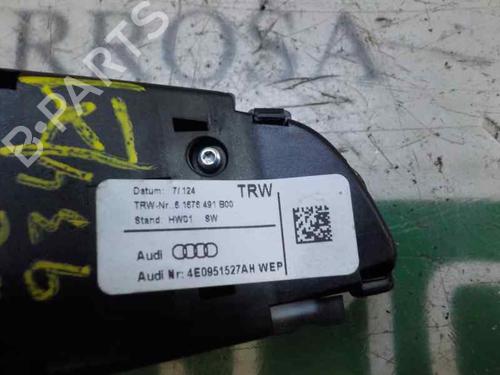 RBOSA
B-PARTS
Datum: 7/124 TRW
TRW-Nr.:6 1676 491 B00
Stand: HW01 SW
Audi
Audi Nr: 4E0951527AH WEP